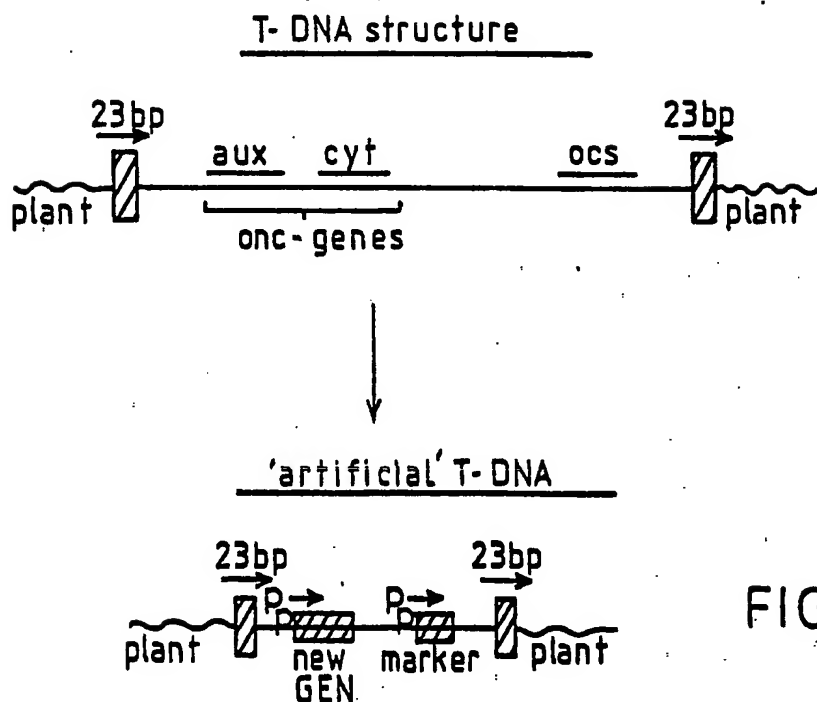 T-DNA structure
23bp 23bp
aux cyt ocs
plant plant
onc-genes
'artificial' T-DNA
23bp 23bp
P P
P P
plant new marker plant
GEN
FIG